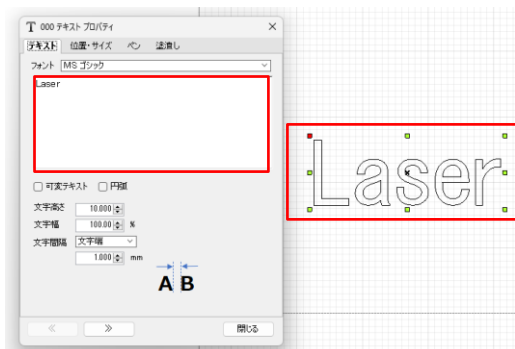 T 000 テキスト プロパティ
テキスト 位置・サイズ ペン 塗潰し
フォント MS ゴシック
Laser
可変テキスト 円弧
文字高さ 10.000
文字幅 100.00 %
文字間隔 文字端
1.000 mm
A B
閉じる
Laser